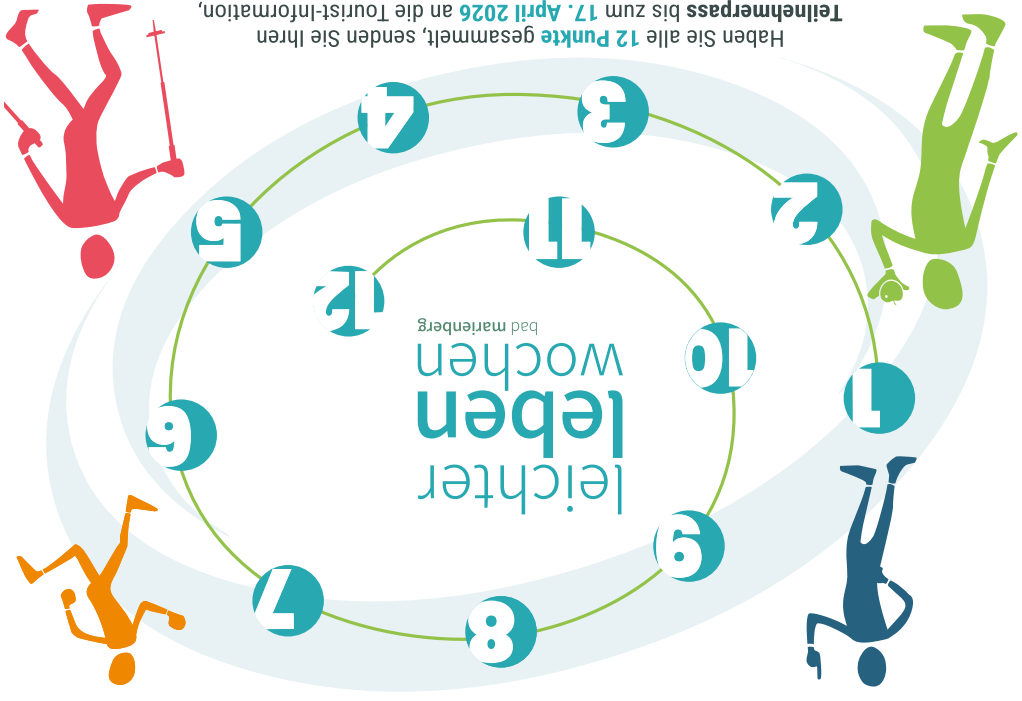 leichter
leben
wochen
bad marienberg
1
2
3
4
5
6
7
8
9
10
11
12
Haben Sie alle 12 Punkte gesammelt, senden Sie Ihren
Teilnehmerpass bis zum 17. April 2026 an die Tourist-Information,